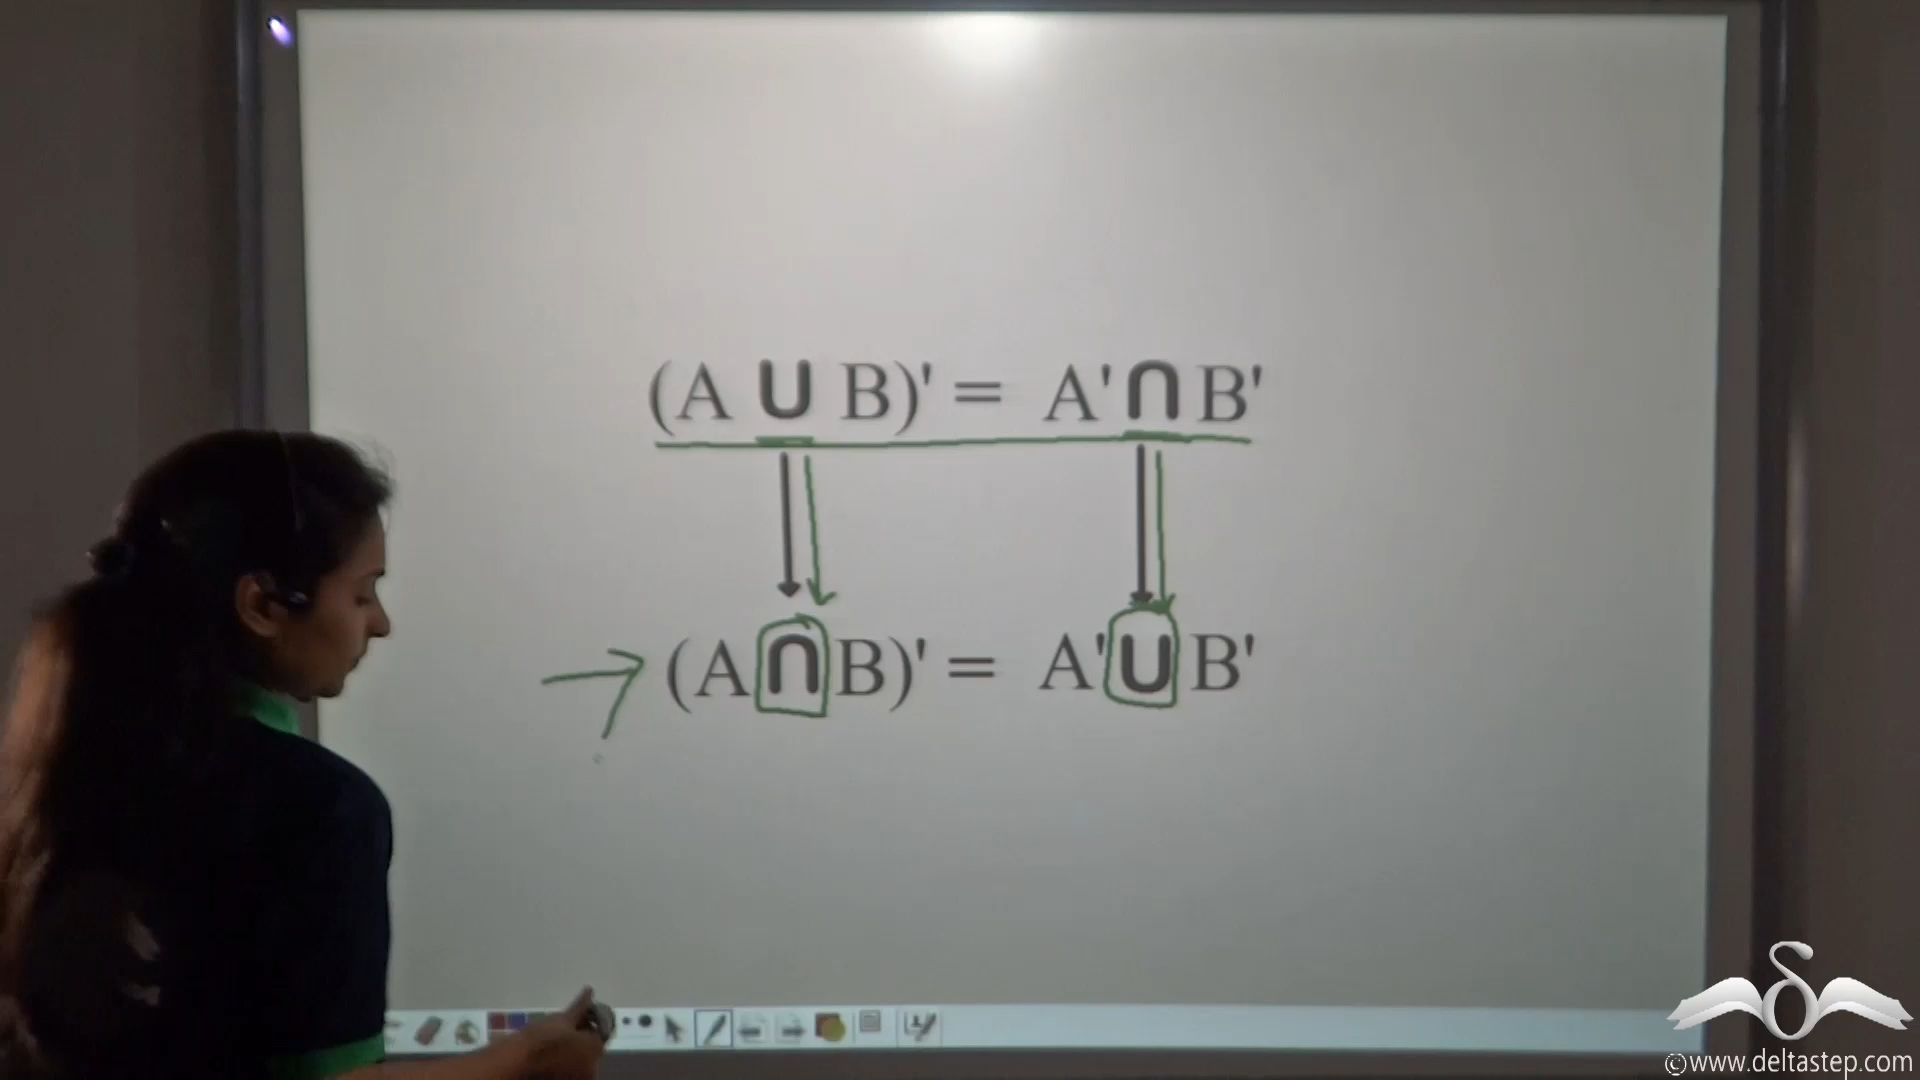 (A ∪ B)' = A' ∩ B'
(A ∩ B)' = A' ∪ B'
©www.deltastep.com